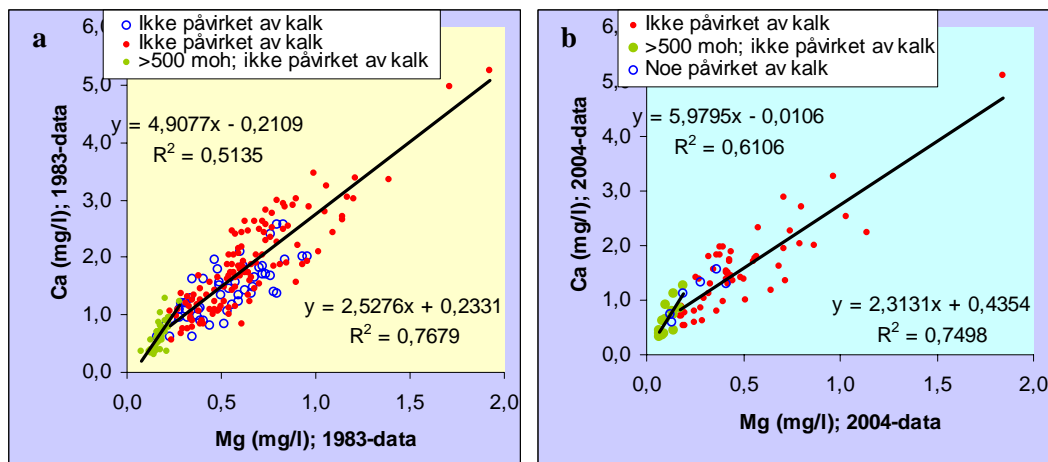 a
Ikke påvirket av kalk
Ikke påvirket av kalk
>500 moh; ikke påvirket av kalk
6,0
5,0
4,0
3,0
2,0
1,0
0,0
Ca (mg/l); 1983-data
y = 4,9077x - 0,2109
R² = 0,5135
y = 2,5276x + 0,2331
R² = 0,7679
0,0 0,5 1,0 1,5 2,0
Mg (mg/l); 1983-data
b
Ikke påvirket av kalk
>500 moh; ikke påvirket av kalk
Noe påvirket av kalk
6,0
5,0
4,0
3,0
2,0
1,0
0,0
Ca (mg/l); 2004-data
y = 5,9795x - 0,0106
R² = 0,6106
y = 2,3131x + 0,4354
R² = 0,7498
0,0 0,5 1,0 1,5 2,0
Mg (mg/l); 2004-data